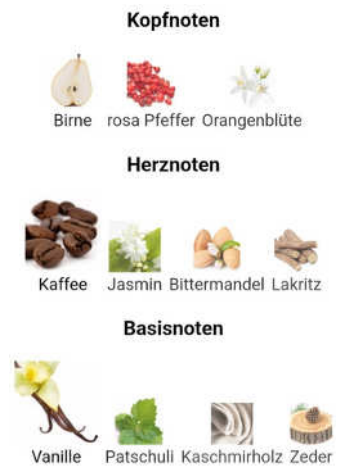 Kopfnoten
Birne rosa Pfeffer Orangenblüte
Herznoten
Kaffee Jasmin Bittermandel Lakritz
Basisnoten
Vanille Patschuli Kaschmirholz Zeder